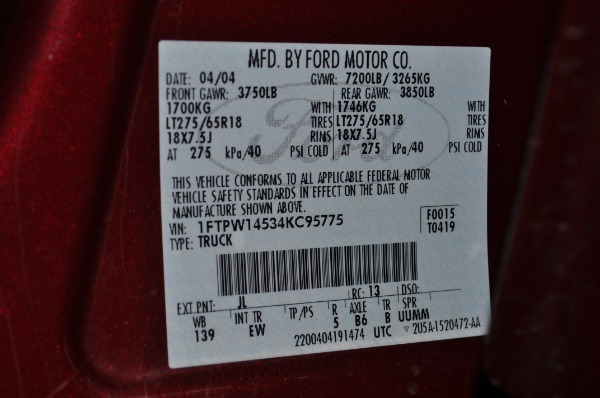 MFD. BY FORD MOTOR CO.
DATE: 04/04 GVWR: 7200LB/ 3265KG
FRONT GAWR: 3750LB REAR GAWR: 3850LB
1700KG WITH 1746KG WITH
LT275/65R18 TIRES LT275/65R18 TIRES
18X7.5J RIMS 18X7.5J RIMS
AT 275 kPa/40 PSI COLD AT 275 kPa/40 PSI COLD
Ford
THIS VEHICLE CONFORMS TO ALL APPLICABLE FEDERAL MOTOR
VEHICLE SAFETY STANDARDS IN EFFECT ON THE DATE OF
MANUFACTURE SHOWN ABOVE.
VIN: 1FTPW14534KC95775 F0015
TYPE: TRUCK T0419
EXT PNT: JL RC: 13 DSO:
WB INT TR TP/PS R AXLE TR SPR
139 EW 5 B6 B UUMM
2200404191474 UTC ▽ 2U5A-1520472-AA